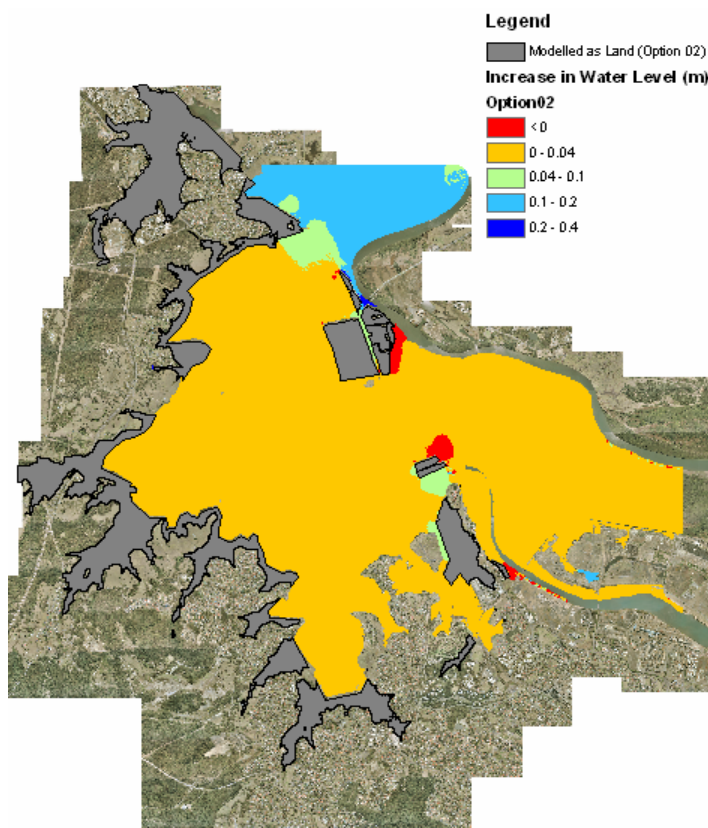 Legend
Modelled as Land (Option 02)
Increase in Water Level (m)
Option02
< 0
0 - 0.04
0.04 - 0.1
0.1 - 0.2
0.2 - 0.4